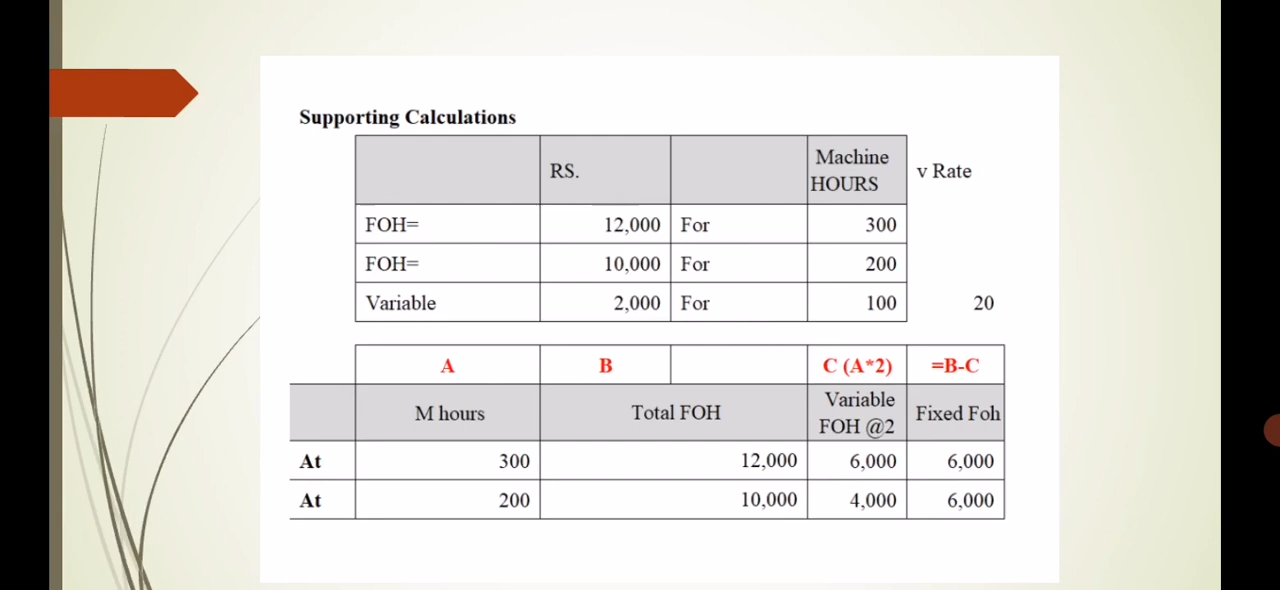 Supporting Calculations
RS. Machine HOURS v Rate
FOH= 12,000 For 300
FOH= 10,000 For 200
Variable 2,000 For 100 20
A B C (A*2) =B-C
M hours Total FOH Variable FOH @2 Fixed Foh
At 300 12,000 6,000 6,000
At 200 10,000 4,000 6,000